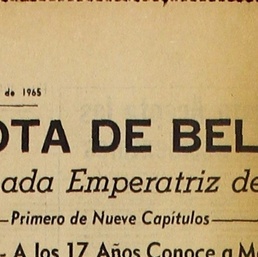 de 1965
OTA DE BEL
ada Emperatriz de
—Primero de Nueve Capítulos—
- A los 17 Años Conoce a M